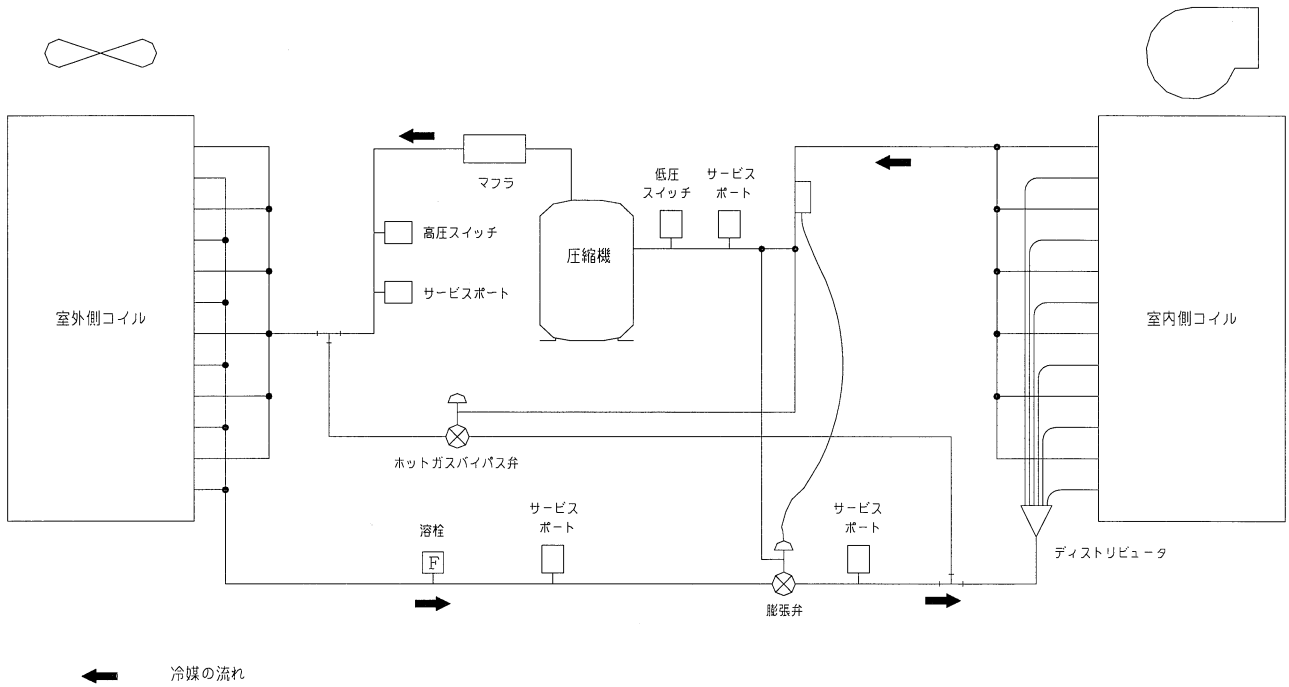 マフラ
低圧
スイッチ
サービス
ポート
高圧スイッチ
圧縮機
サービスポート
室外側コイル
室内側コイル
ホットガスバイパス弁
溶栓
F
サービス
ポート
サービス
ポート
ディストリビュータ
膨張弁
冷媒の流れ